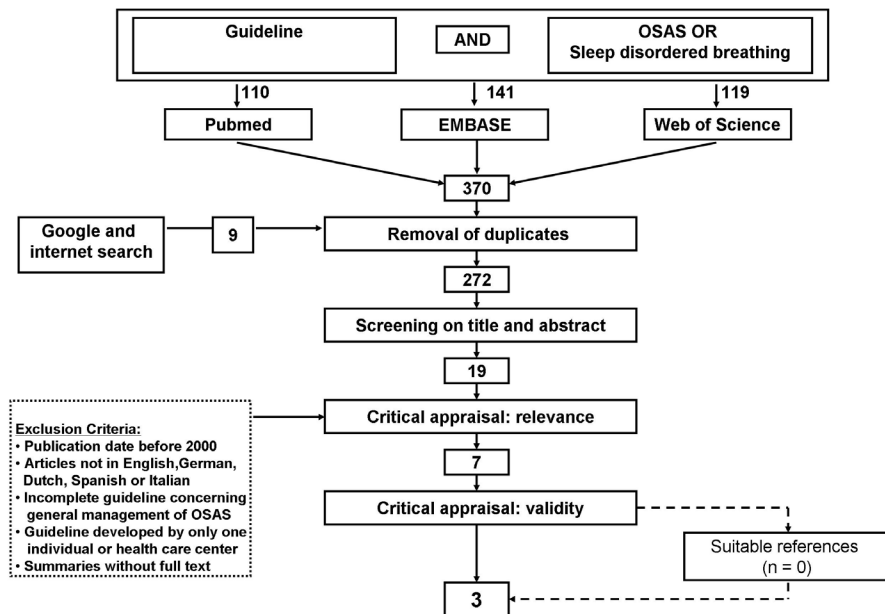 Guideline
AND
OSAS OR
Sleep disordered breathing
110
141
119
Pubmed
EMBASE
Web of Science
370
Google and
internet search
9
Removal of duplicates
272
Screening on title and abstract
19
Critical appraisal: relevance
Exclusion Criteria:
• Publication date before 2000
• Articles not in English,German,
Dutch, Spanish or Italian
• Incomplete guideline concerning
general management of OSAS
• Guideline developed by only one
individual or health care center
• Summaries without full text
7
Critical appraisal: validity
Suitable references
(n = 0)
3